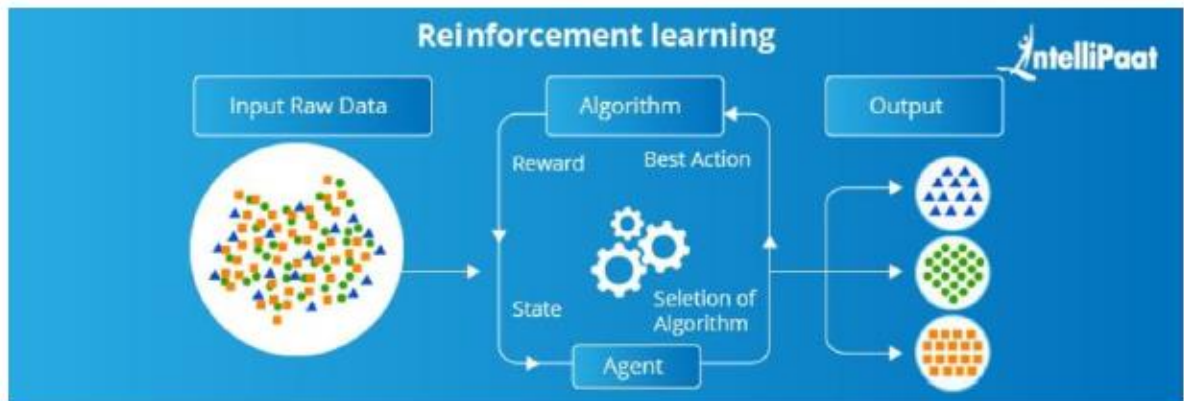 Reinforcement learning
IntelliPaat
Input Raw Data
Algorithm
Output
Reward
Best Action
State
Seletion of
Algorithm
Agent